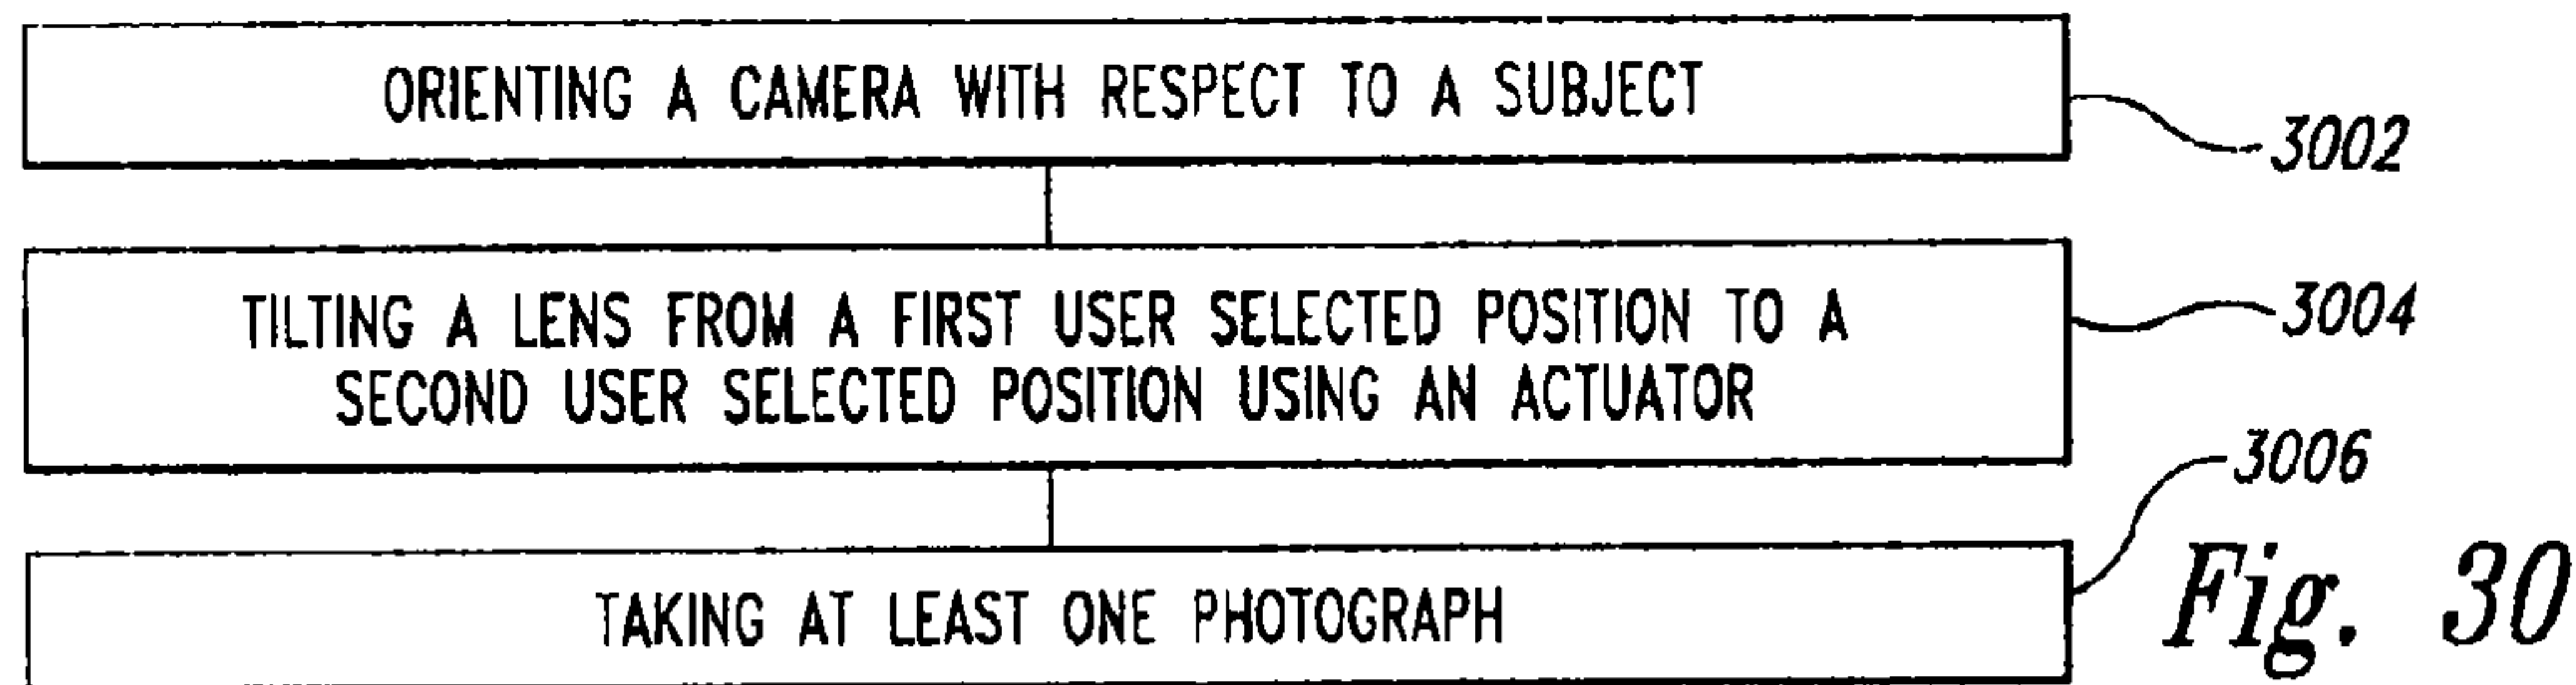 ORIENTING A CAMERA WITH RESPECT TO A SUBJECT
3002
TILTING A LENS FROM A FIRST USER SELECTED POSITION TO A
SECOND USER SELECTED POSITION USING AN ACTUATOR
3004
TAKING AT LEAST ONE PHOTOGRAPH
3006
Fig. 30